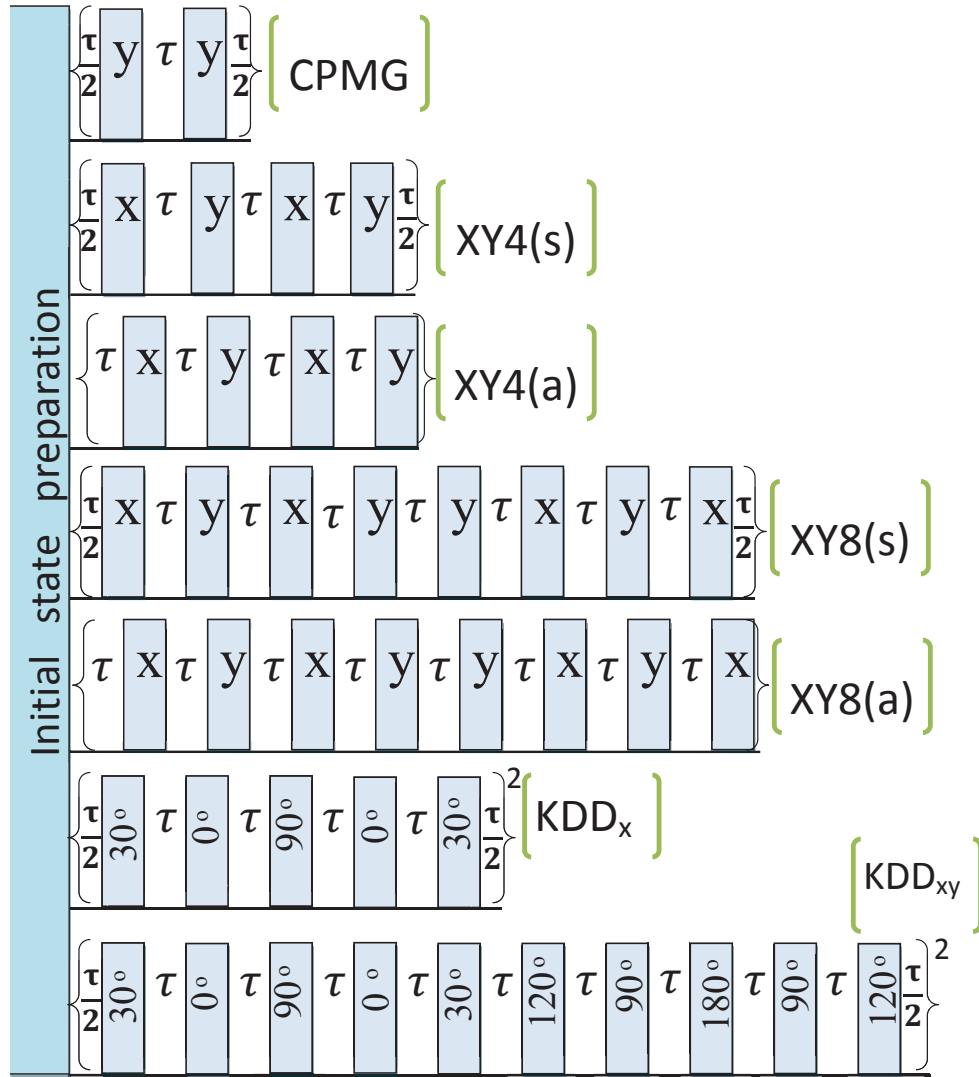 Initial state preparation
τ/2 y τ y τ/2 CPMG
τ/2 x τ y τ x τ y τ/2 XY4(s)
τ x τ y τ x τ y XY4(a)
τ/2 x τ y τ x τ y τ y τ x τ y τ x τ/2 XY8(s)
τ x τ y τ x τ y τ y τ x τ y τ x XY8(a)
τ/2 30° τ 0° τ 90° τ 0° τ 30° τ/2 2 KDDx
KDDxy
τ/2 30° τ 0° τ 90° τ 0° τ 30° τ 120° τ 90° τ 180° τ 90° τ 120° τ/2 2